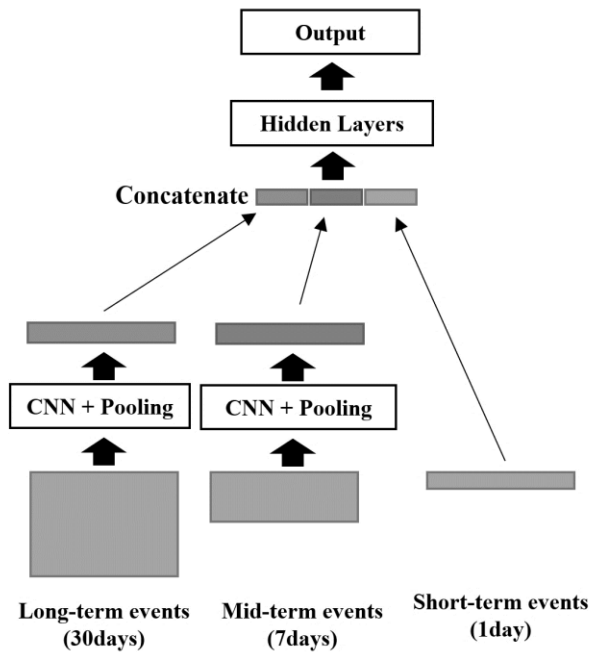 Output
Hidden Layers
Concatenate
CNN + Pooling
CNN + Pooling
Long-term events
(30days)
Mid-term events
(7days)
Short-term events
(1day)